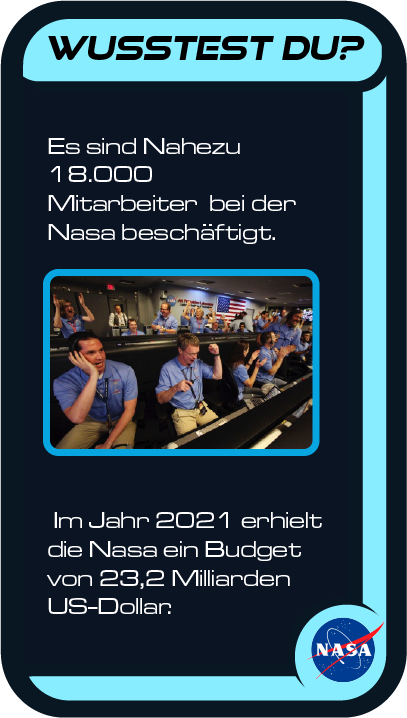 WUSSTEST DU?
Es sind Nahezu
18.000
Mitarbeiter bei der
Nasa beschäftigt.
Im Jahr 2021 erhielt
die Nasa ein Budget
von 23,2 Milliarden
US-Dollar.
NASA